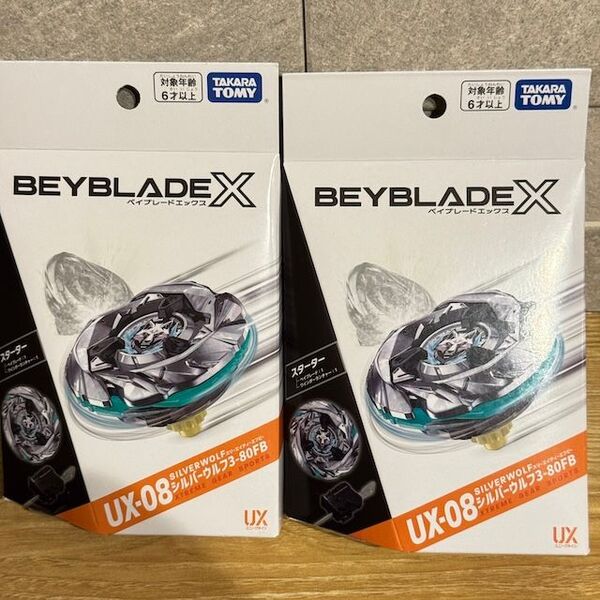 対象年齢
6才以上
TAKARA
TOMY
BEYBLADE X
ベイブレードエックス
スターター
UX-08
SILVERWOLF
シルバーウルフ3-80FB
XTREME GEAR SPORTS
UX
対象年齢
6才以上
TAKARA
TOMY
BEYBLADE X
ベイブレードエックス
スターター
UX-08
SILVERWOLF
シルバーウルフ3-80FB
XTREME GEAR SPORTS
UX